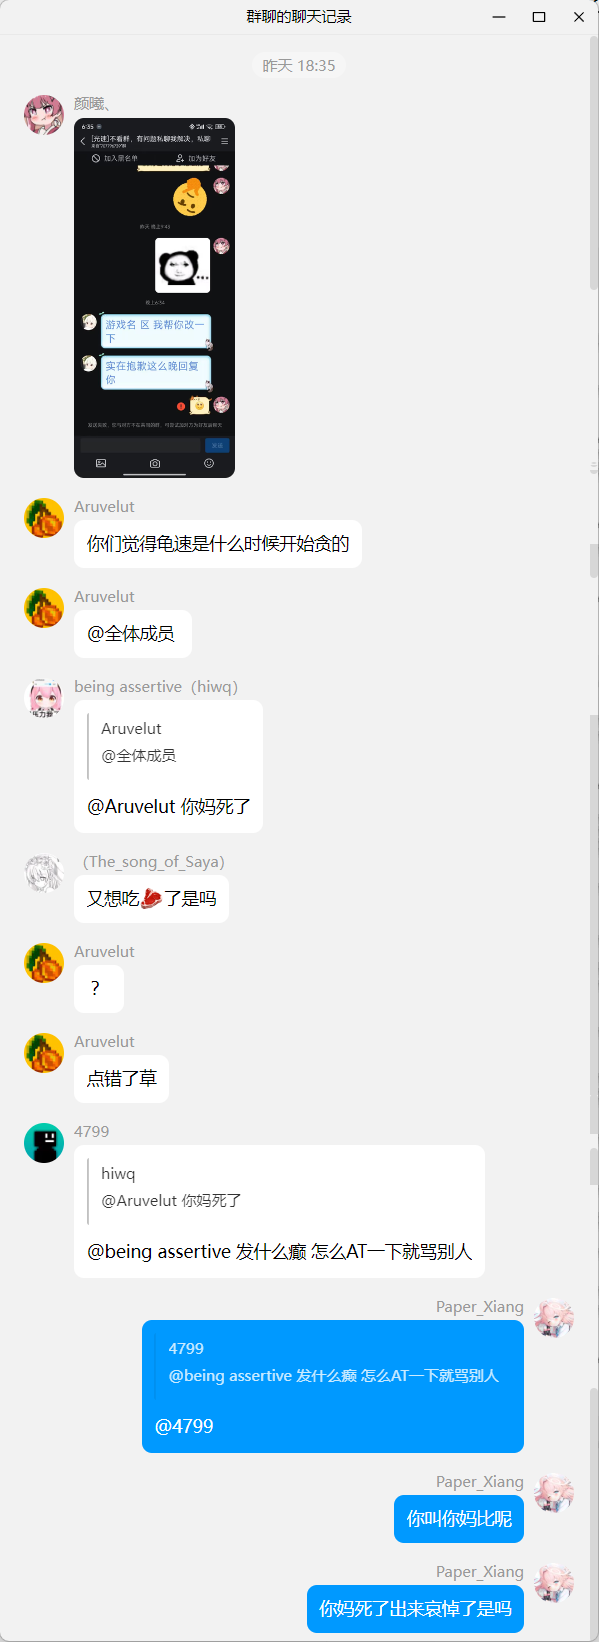 群聊的聊天记录
昨天 18:35
颜曦、
6:35
[光速]不看群，有问题私聊我解决，私聊
加入黑名单
加为好友
昨天 晚上9:40
晚上6:34
游戏名 区 我帮你改一
下
实在抱歉这么晚回复
你
发送
Aruvelut
你们觉得龟速是什么时候开始贪的
Aruvelut
@全体成员
being assertive（hiwq）
Aruvelut
@全体成员
@Aruvelut 你妈死了
（The_song_of_Saya）
又想吃🥩了是吗
Aruvelut
？
Aruvelut
点错了草
4799
hiwq
@Aruvelut 你妈死了
@being assertive 发什么癫 怎么AT一下就骂别人
Paper_Xiang
4799
@being assertive 发什么癫 怎么AT一下就骂别人
@4799
Paper_Xiang
你叫你妈比呢
Paper_Xiang
你妈死了出来哀悼了是吗